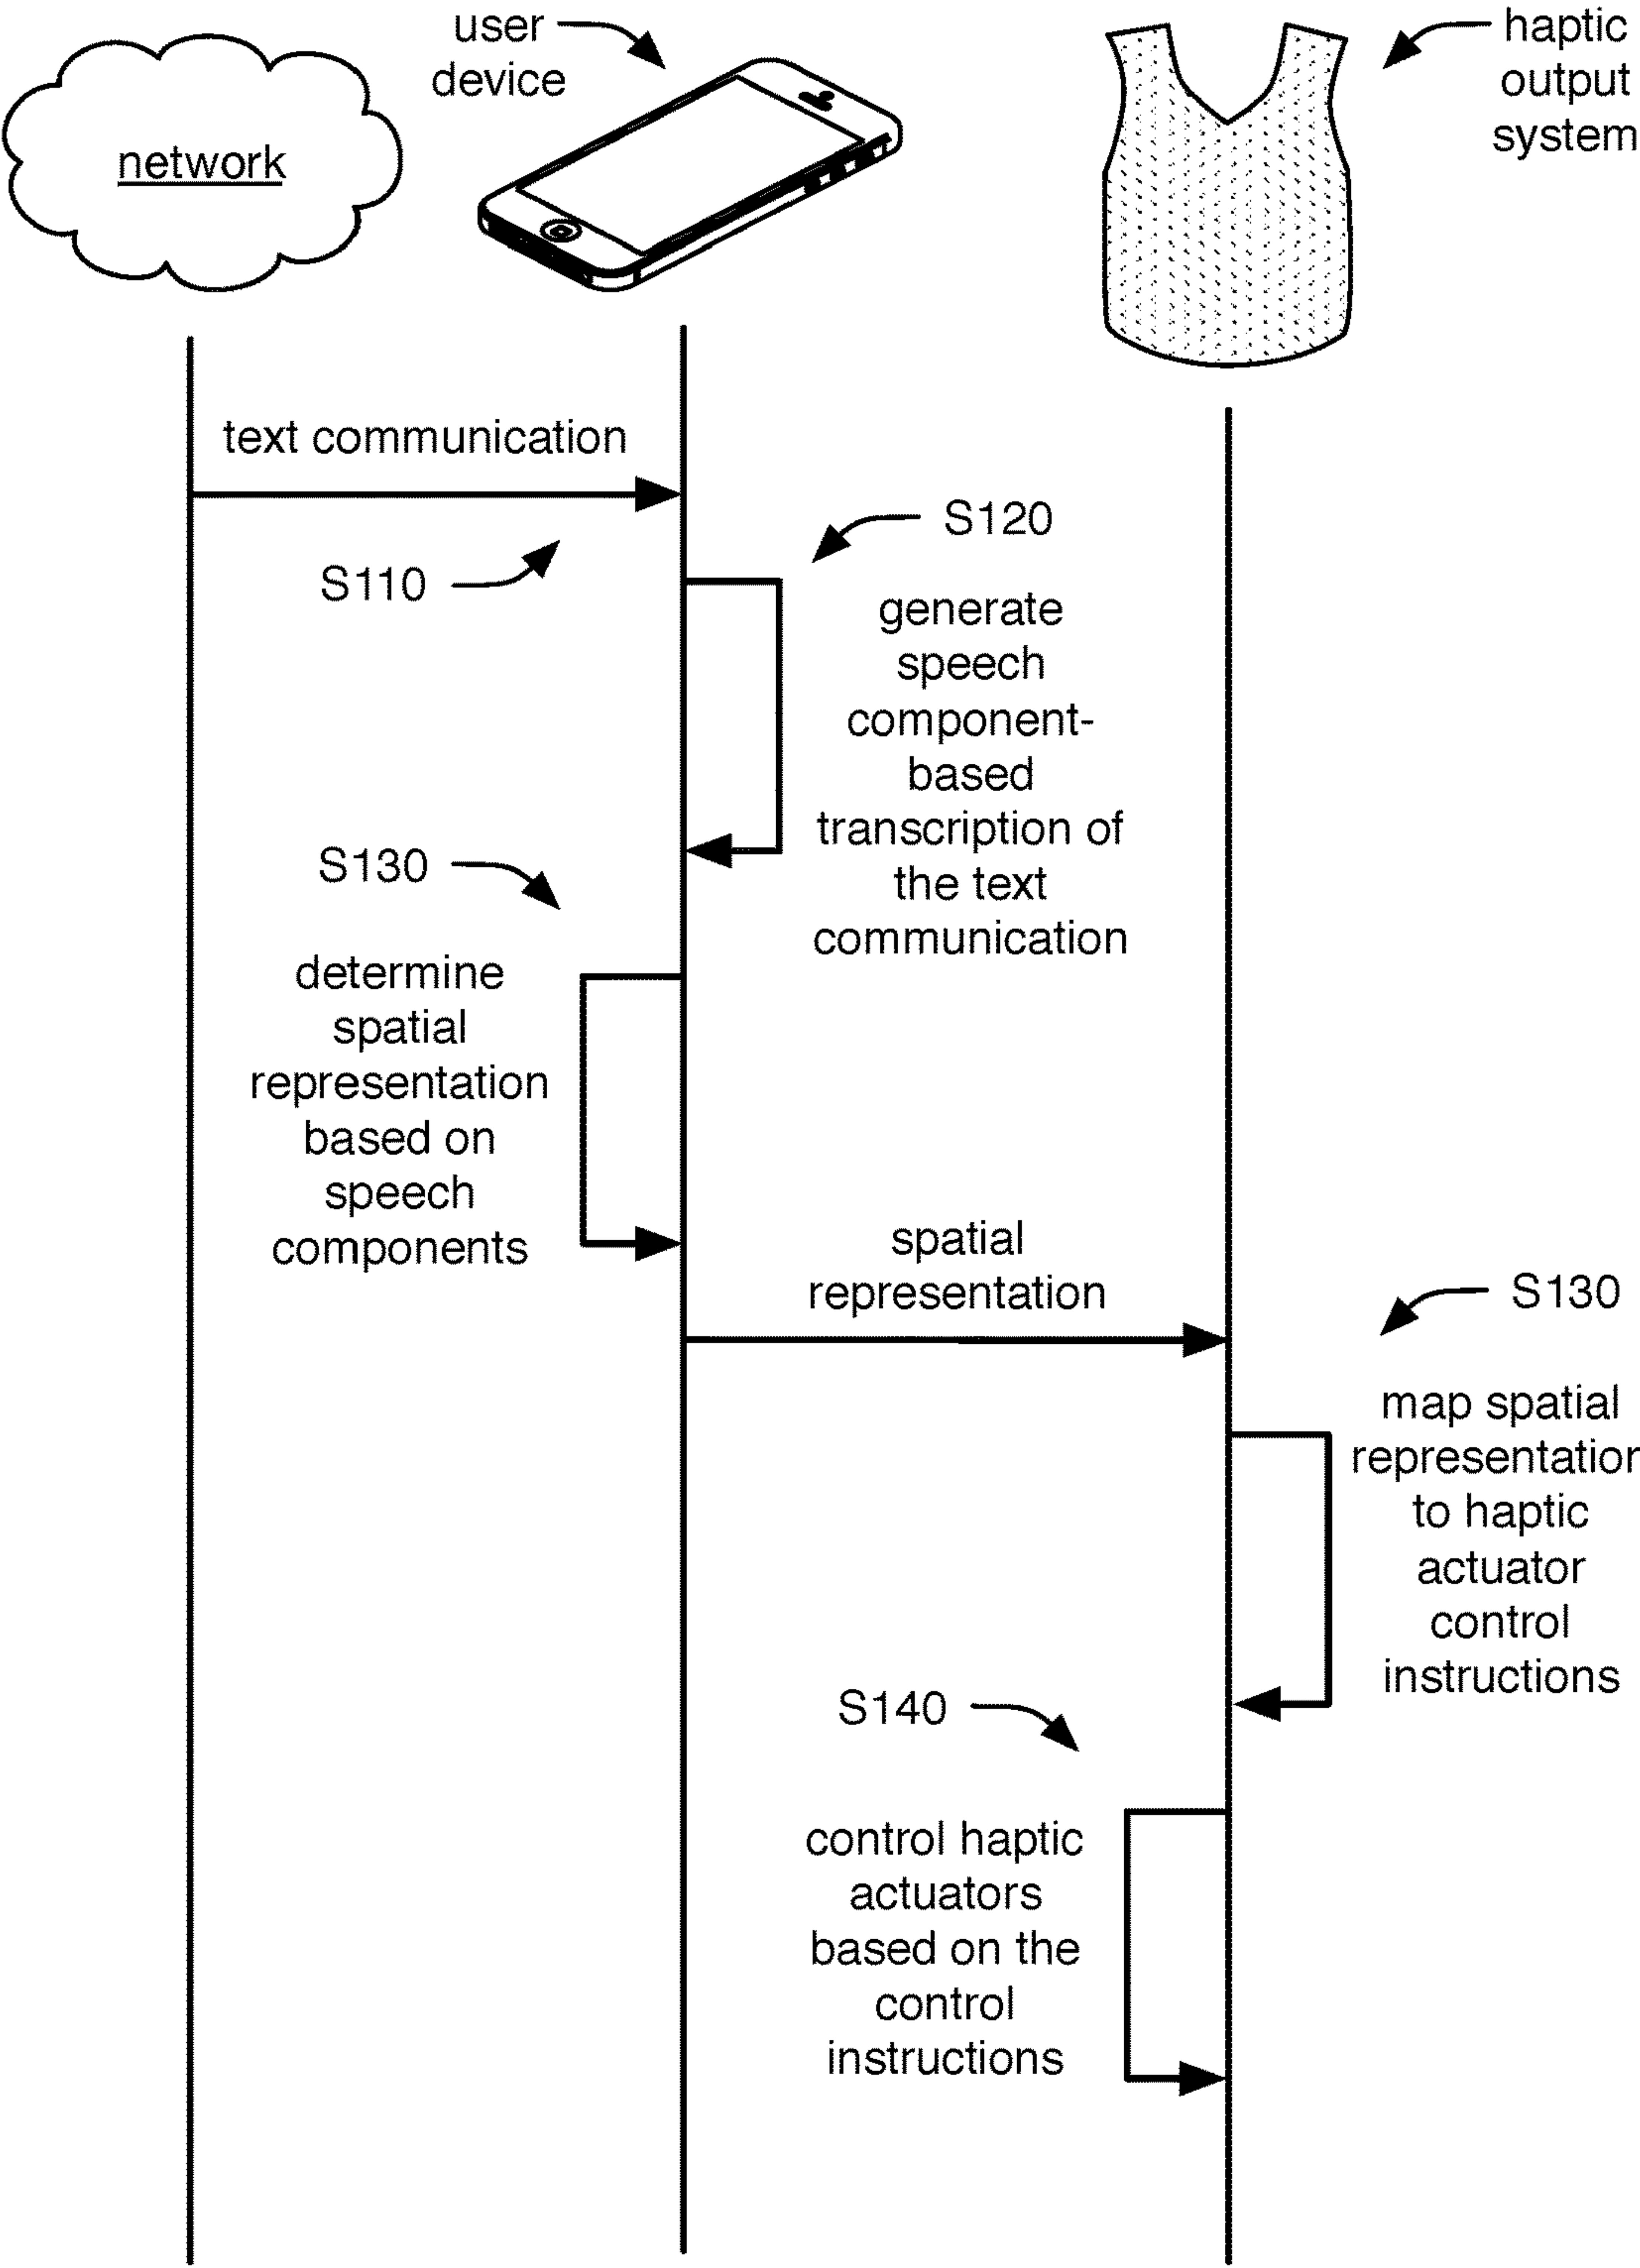 user
device
haptic
output
system
network
text communication
S110
S120
generate
speech
component-
based
transcription of
the text
communication
S130
determine
spatial
representation
based on
speech
components
spatial
representation
S130
map spatial
representation
to haptic
actuator
control
instructions
S140
control haptic
actuators
based on the
control
instructions